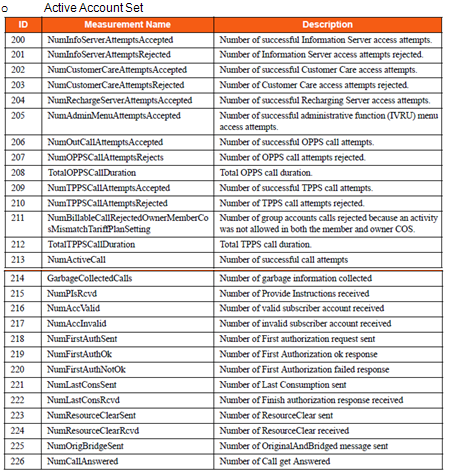 o Active Account Set
ID Measurement Name Description
200 NumInfoServerAttemptsAccepted Number of successful Information Server access attempts.
201 NumInfoServerAttemptsRejected Number of Information Server access attempts rejected.
202 NumCustomerCareAttemptsAccepted Number of successful Customer Care access attempts.
203 NumCustomerCareAttemptsRejected Number of Customer Care access attempts rejected.
204 NumRechargeServerAttemptsAccepted Number of successful Recharging Server access attempts.
205 NumAdminMenuAttemptsAccepted Number of successful administrative function (IVRU) menu
access attempts.
206 NumOutCallAttemptsAccepted Number of successful OPPS call attempts.
207 NumOPPSCallAttemptsRejects Number of OPPS call attempts rejected.
208 TotalOPPSCallDuration Total OPPS call duration.
209 NumTPPSCallAttemptsAccepted Number of successful TPPS call attempts.
210 NumTPPSCallAttemptsRejected Number of TPPS call attempts rejected.
211 NumBillableCallRejectedOwnerMemberCo Number of group accounts calls rejected because an activity
sMismatchTariffPlanSetting was not allowed in both the member and owner COS.
212 TotalTPPSCallDuration Total TPPS call duration.
213 NumActiveCall Number of successful call attempts
214 GarbageCollectedCalls Number of garbage information collected
215 NumPIsRcvd Number of Provide Instructions received
216 NumAccValid Number of valid subscriber account received
217 NumAccInvalid Number of invalid subscriber account received
218 NumFirstAuthSent Number of First authorization request sent
219 NumFirstAuthOk Number of First Authorization ok response
220 NumFirstAuthNotOk Number of First Authorization failed response
221 NumLastConsSent Number of Last Consumption sent
222 NumLastConsRcvd Number of Finish authorization response received
223 NumResourceClearSent Number of ResourceClear sent
224 NumResourceClearRcvd Number of ResourceClear received
225 NumOrigBridgeSent Number of OriginalAndBridged message sent
226 NumCallAnswered Number of Call get Answered